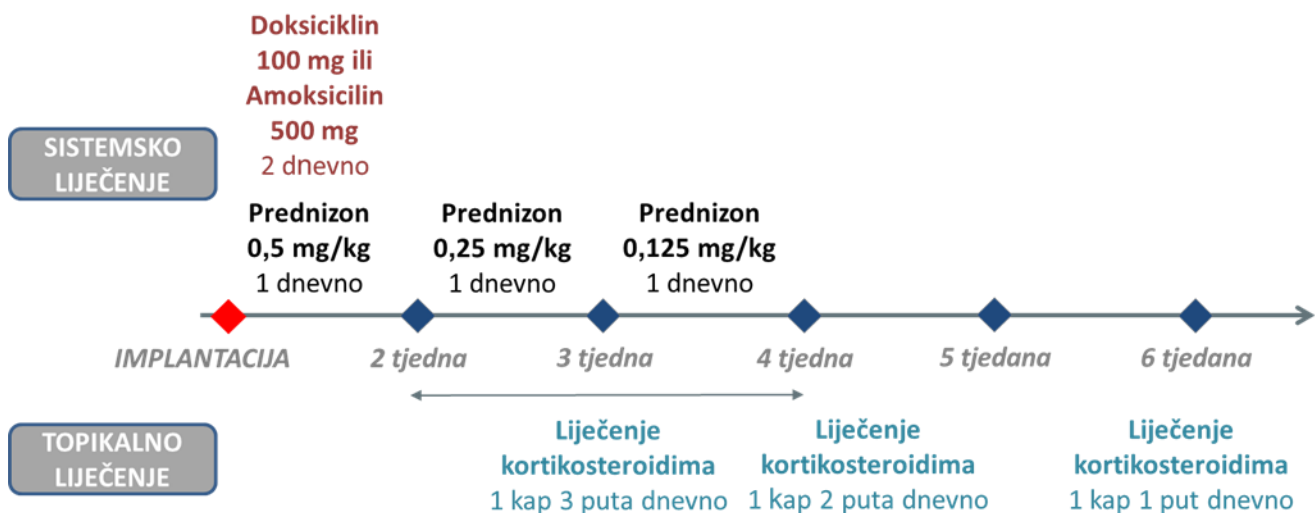 Doksiciklin
100 mg ili
Amoksicilin
500 mg
2 dnevno
SISTEMSKO
LIJEČENJE
Prednizon
0,5 mg/kg
1 dnevno
Prednizon
0,25 mg/kg
1 dnevno
Prednizon
0,125 mg/kg
1 dnevno
IMPLANTACIJA
2 tjedna
3 tjedna
4 tjedna
5 tjedana
6 tjedana
TOPIKALNO
LIJEČENJE
Liječenje
kortikosteroidima
1 kap 3 puta dnevno
Liječenje
kortikosteroidima
1 kap 2 puta dnevno
Liječenje
kortikosteroidima
1 kap 1 put dnevno